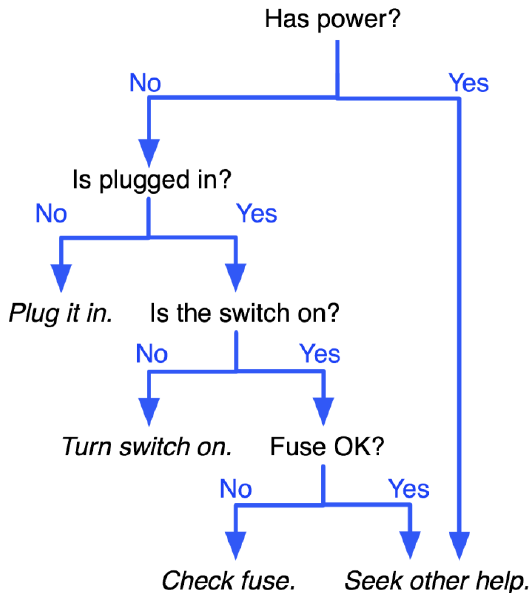 Has power?
No
Yes
Is plugged in?
No
Yes
Plug it in.
Is the switch on?
No
Yes
Turn switch on.
Fuse OK?
No
Yes
Check fuse.
Seek other help.